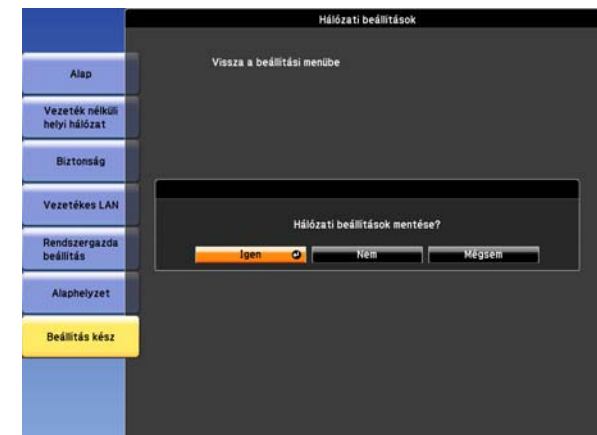 Hálózati beállítások
Vissza a beállítási menübe
Alap
Vezeték nélküli
helyi hálózat
Biztonság
Vezetékes LAN
Rendszergazda
beállítás
Alaphelyzet
Beállítás kész
Hálózati beállítások mentése?
Igen
Nem
Mégsem